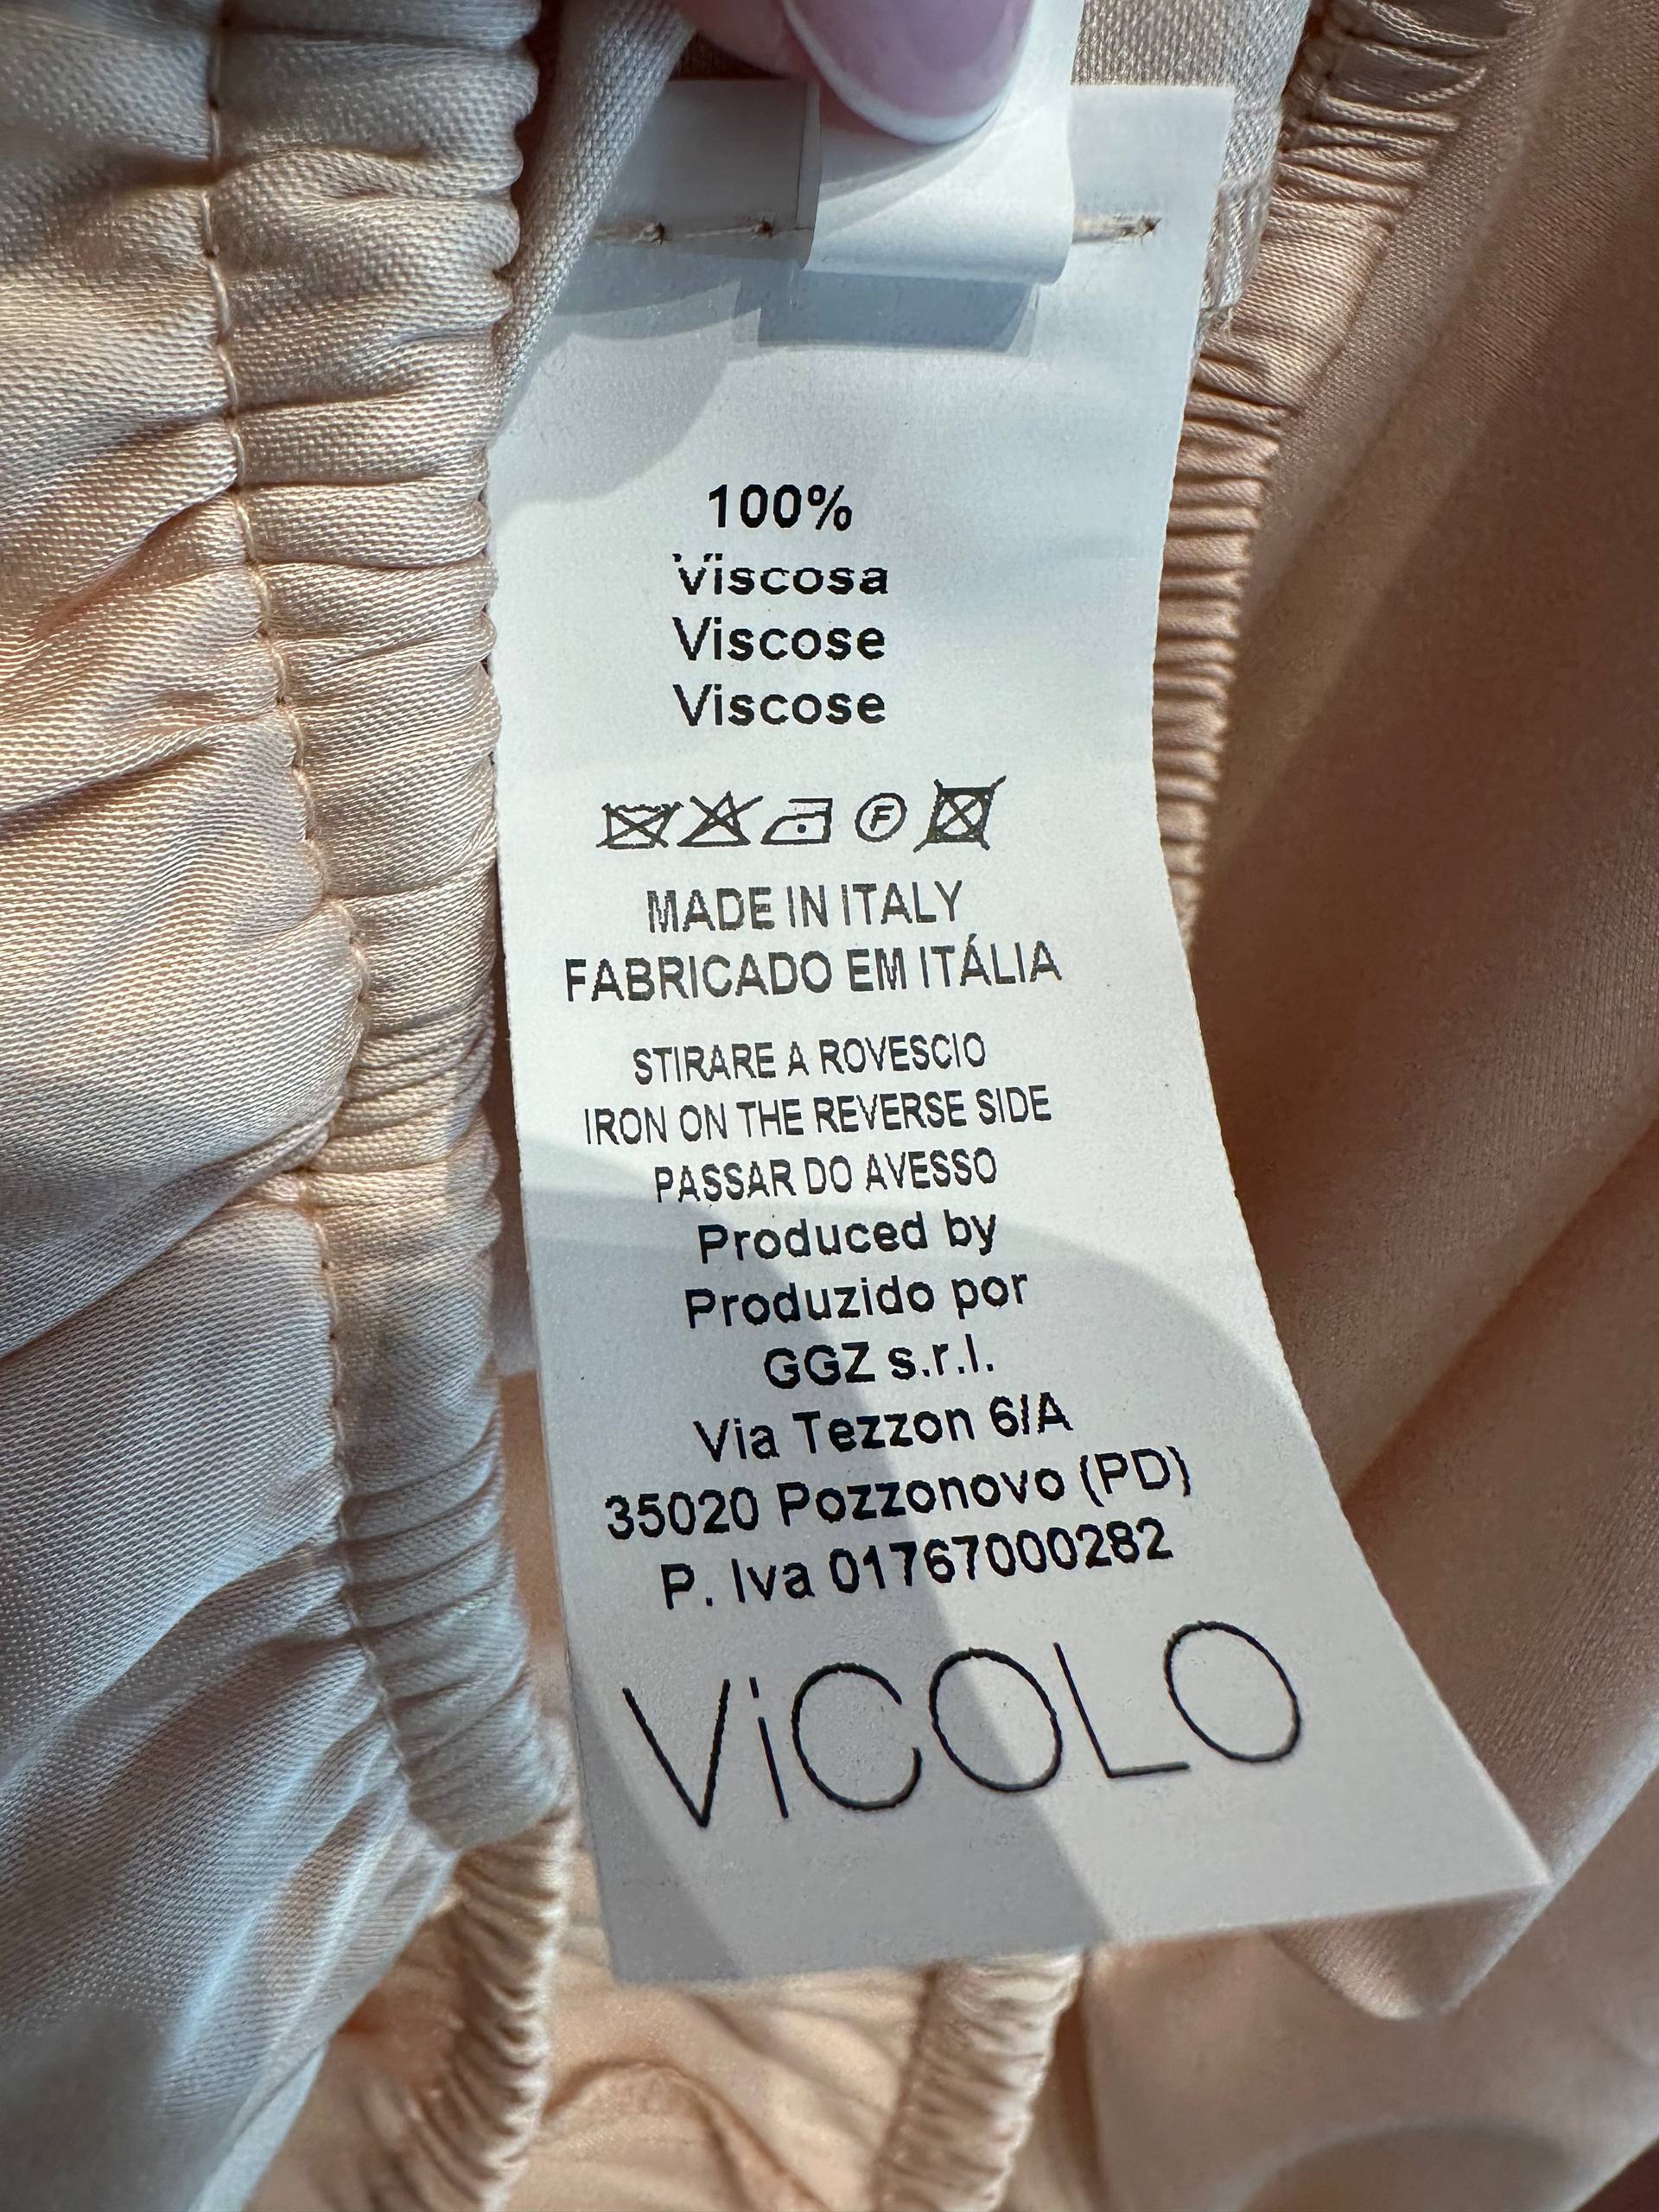 100%
Viscosa
Viscose
Viscose
F
MADE IN ITALY
FABRICADO EM ITÁLIA
STIRARE A ROVESCIO
IRON ON THE REVERSE SIDE
PASSAR DO AVESSO
Produced by
Produzido por
GGZ s.r.l.
Via Tezzon 6/A
35020 Pozzonovo (PD)
P. Iva 01767000282
ViCOLO